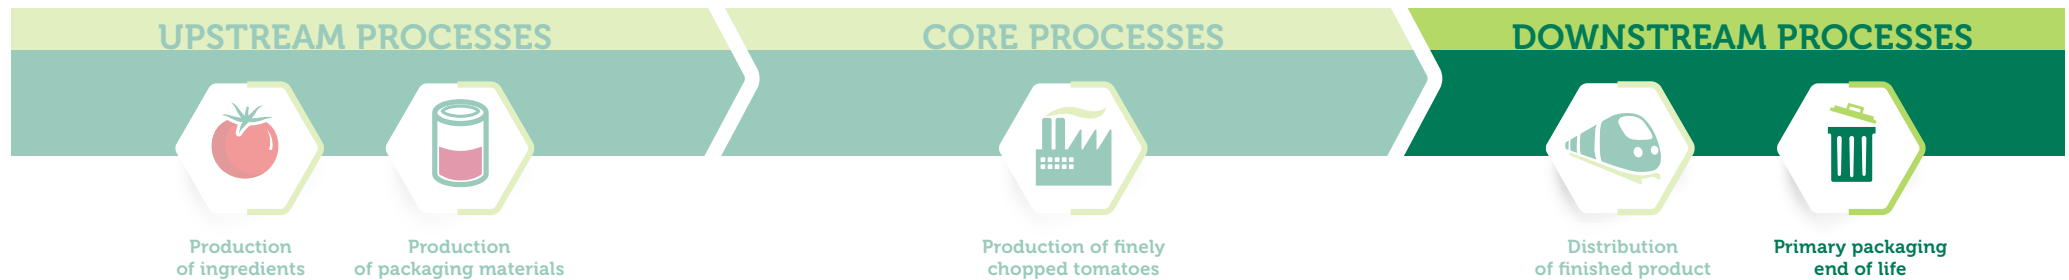 UPSTREAM PROCESSES
CORE PROCESSES
DOWNSTREAM PROCESSES
Production
of ingredients
Production
of packaging materials
Production of finely
chopped tomatoes
Distribution
of finished product
Primary packaging
end of life